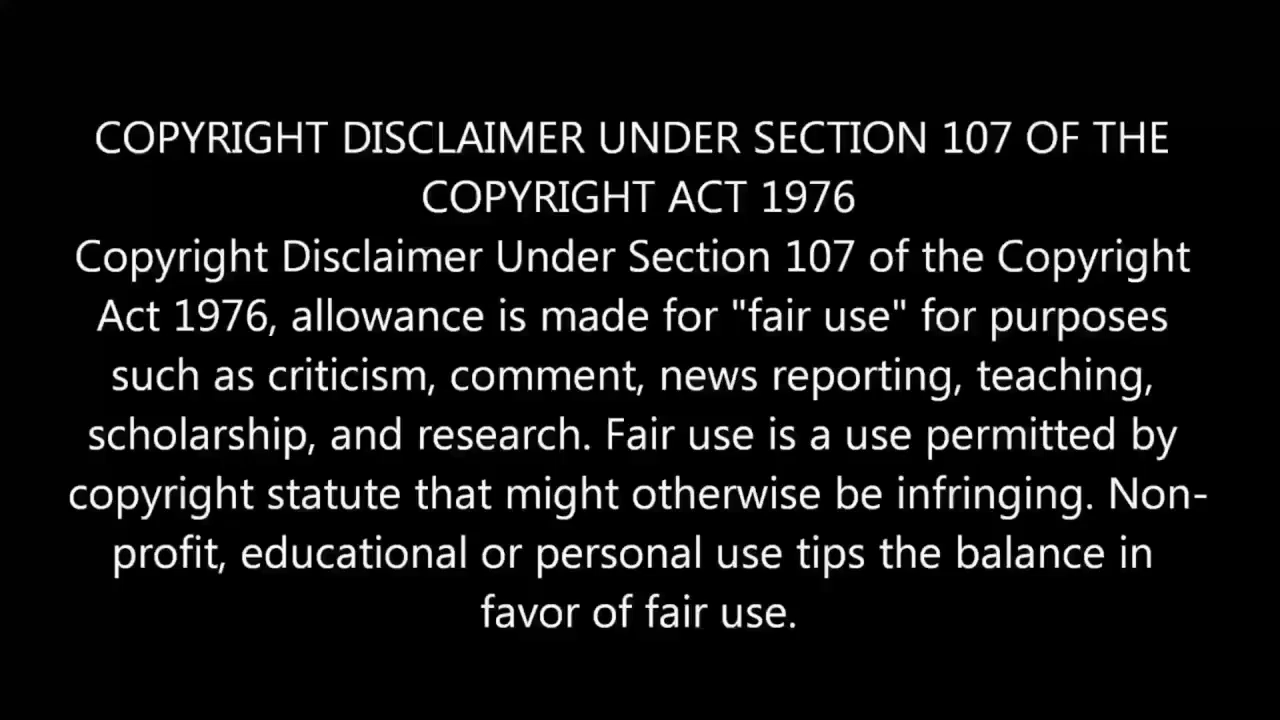 COPYRIGHT DISCLAIMER UNDER SECTION 107 OF THE
COPYRIGHT ACT 1976
Copyright Disclaimer Under Section 107 of the Copyright
Act 1976, allowance is made for "fair use" for purposes
such as criticism, comment, news reporting, teaching,
scholarship, and research. Fair use is a use permitted by
copyright statute that might otherwise be infringing. Non-
profit, educational or personal use tips the balance in
favor of fair use.